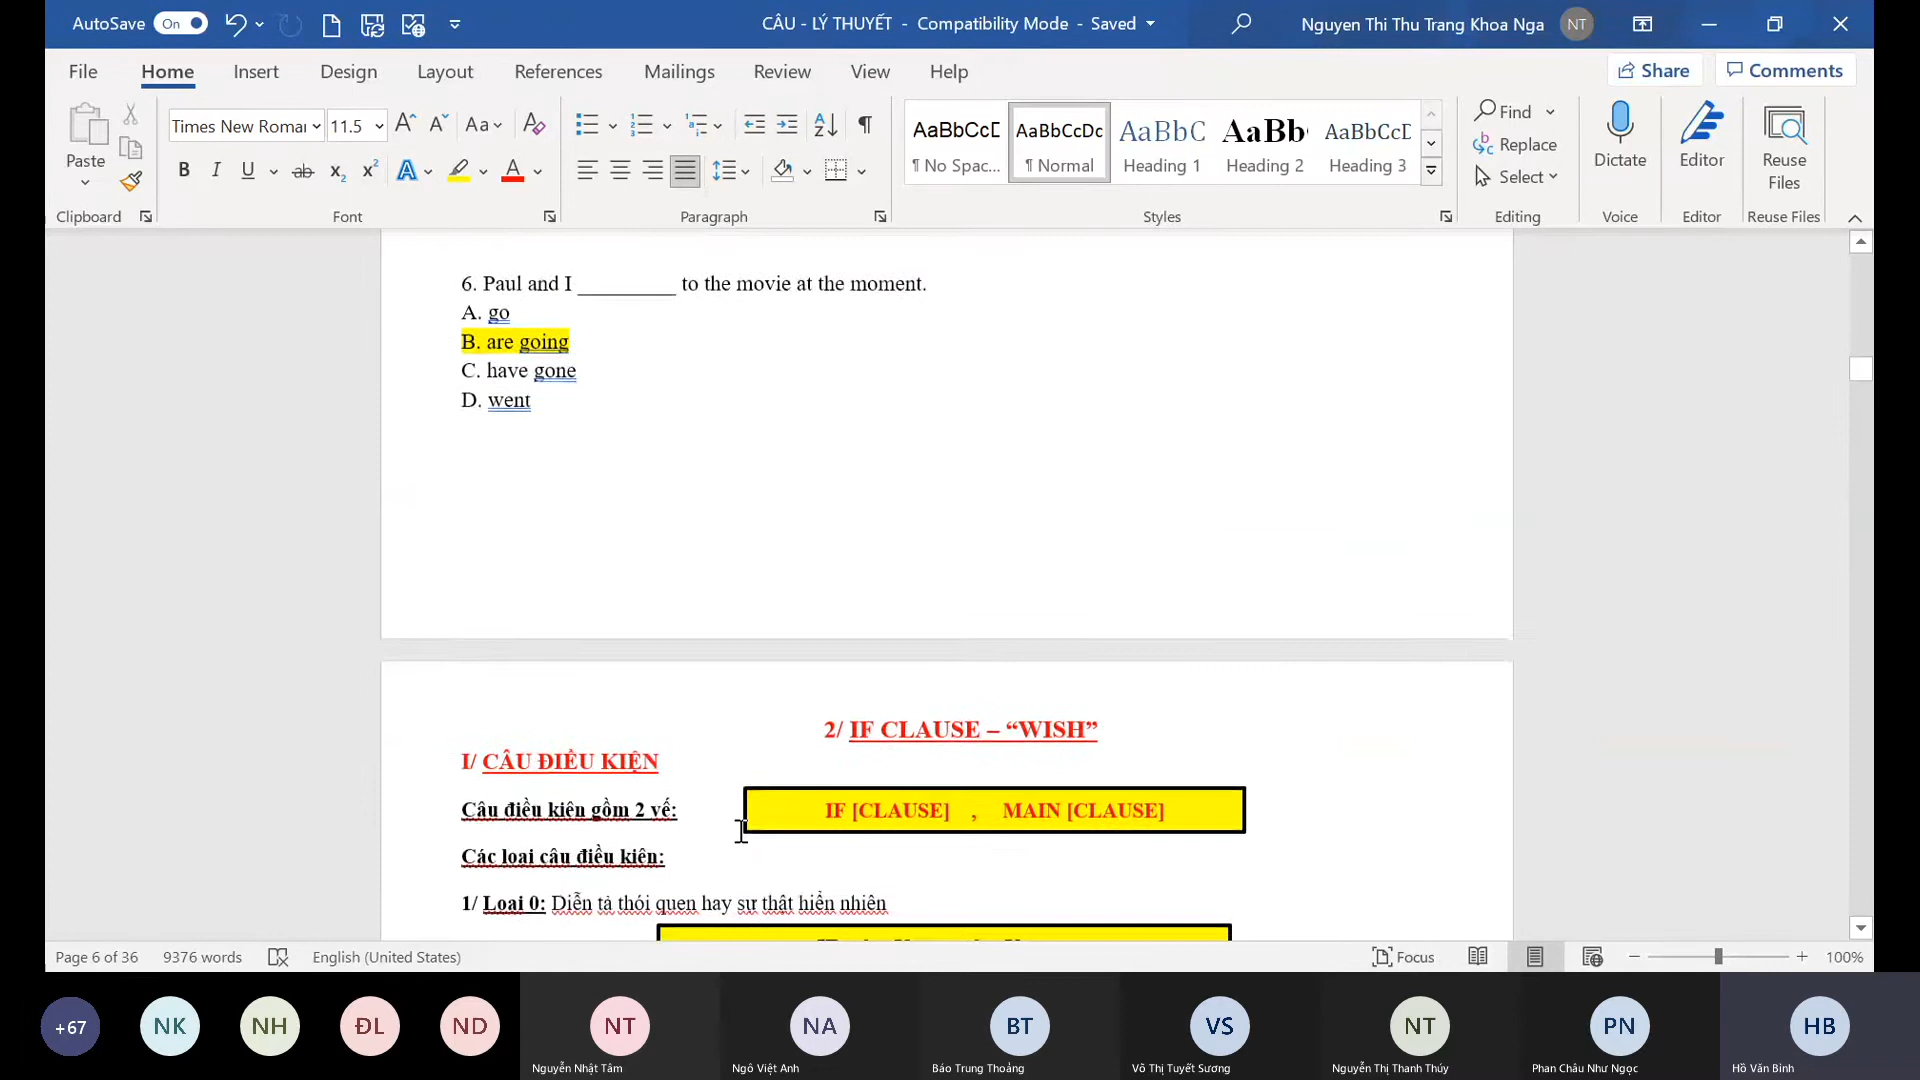 AutoSave On CÂU - LÝ THUYẾT - Compatibility Mode - Saved Nguyen Thi Thu Trang Khoa Nga NT
File Home Insert Design Layout References Mailings Review View Help Share Comments
Paste
Clipboard
Times New Roma 11.5
Font
Paragraph
AaBbCcD AaBbCcDc AaBbC AaBb AaBbCcD
¶ No Spac... ¶ Normal Heading 1 Heading 2 Heading 3
Styles
Find
Replace
Select
Editing
Dictate
Voice
Editor
Editor
Reuse
Files
Reuse Files
6. Paul and I _________ to the movie at the moment.
A. go
B. are going
C. have gone
D. went
2/ IF CLAUSE – “WISH”
I/ CÂU ĐIỀU KIỆN
Câu điều kiện gồm 2 vế: IF [CLAUSE] , MAIN [CLAUSE]
Các loại câu điều kiện:
1/ Loại 0: Diễn tả thói quen hay sự thật hiển nhiên
Page 6 of 36 9376 words English (United States) Focus 100%
+67 NK NH ĐL ND NT NA BT VS NT PN HB
Nguyễn Nhật Tâm Ngô Việt Anh Báo Trung Thoảng Võ Thị Tuyết Sương Nguyễn Thị Thanh Thúy Phan Châu Như Ngọc Hồ Văn Bình